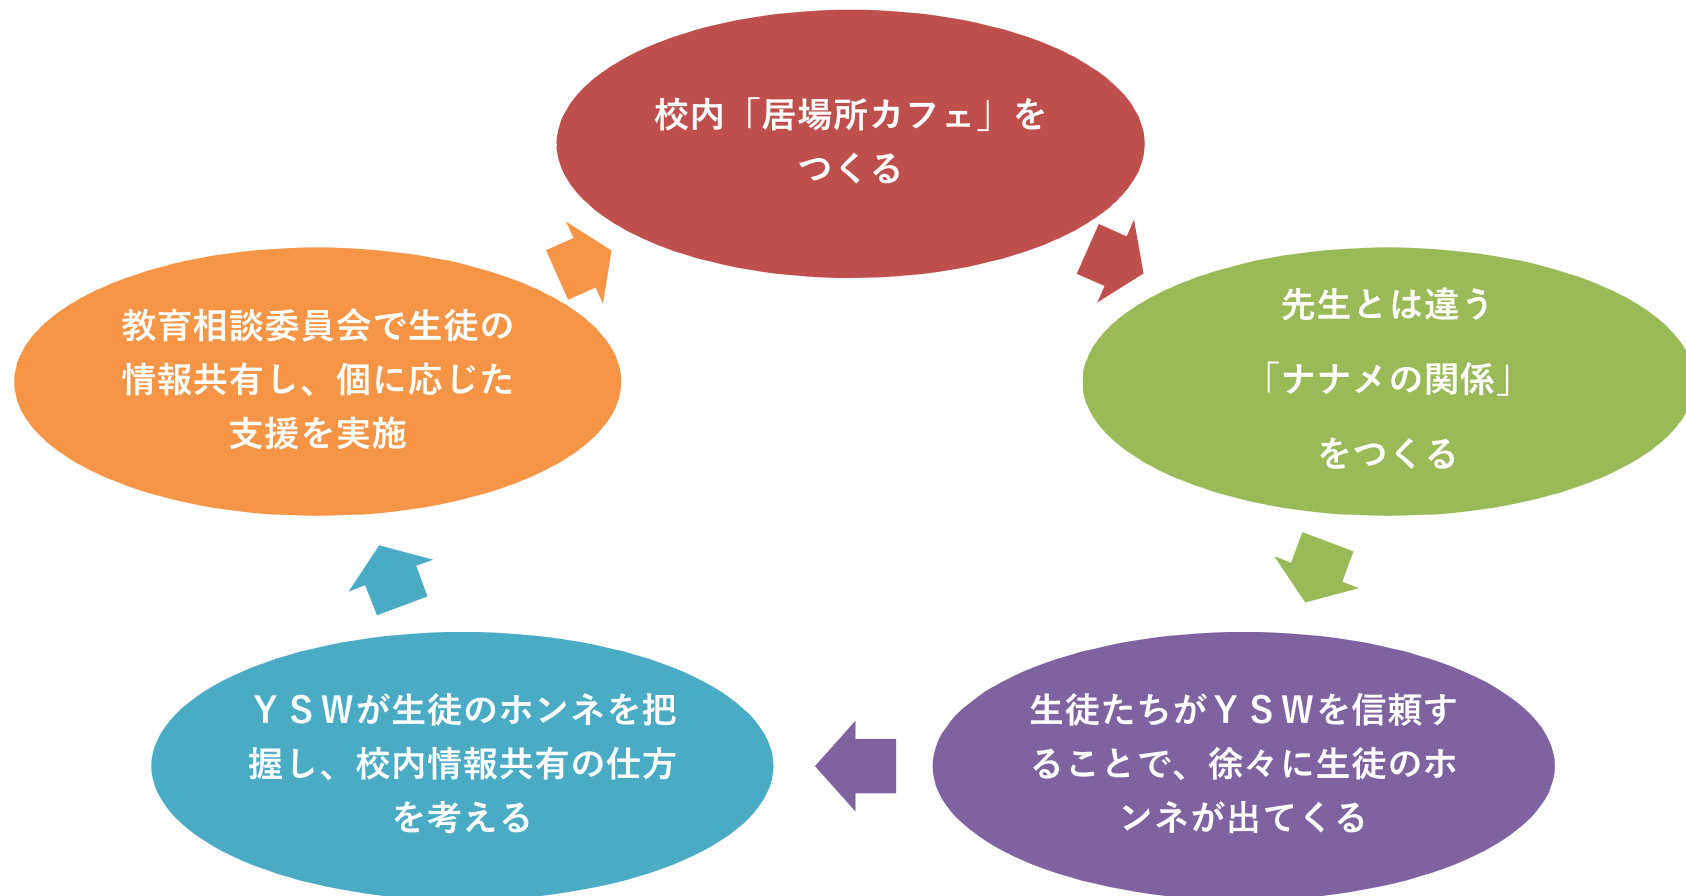 校内「居場所カフェ」を
つくる
先生とは違う
「ナナメの関係」
をつくる
生徒たちがＹＳＷを信頼す
ることで、徐々に生徒のホ
ンネが出てくる
ＹＳＷが生徒のホンネを把
握し、校内情報共有の仕方
を考える
教育相談委員会で生徒の
情報共有し、個に応じた
支援を実施